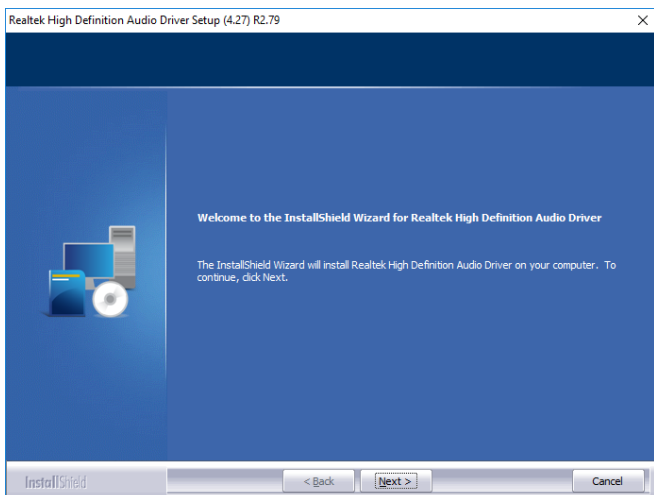 Realtek High Definition Audio Driver Setup (4.27) R2.79
Welcome to the InstallShield Wizard for Realtek High Definition Audio Driver
The InstallShield Wizard will install Realtek High Definition Audio Driver on your computer. To
continue, click Next.
InstallShield
< Back
Next >
Cancel